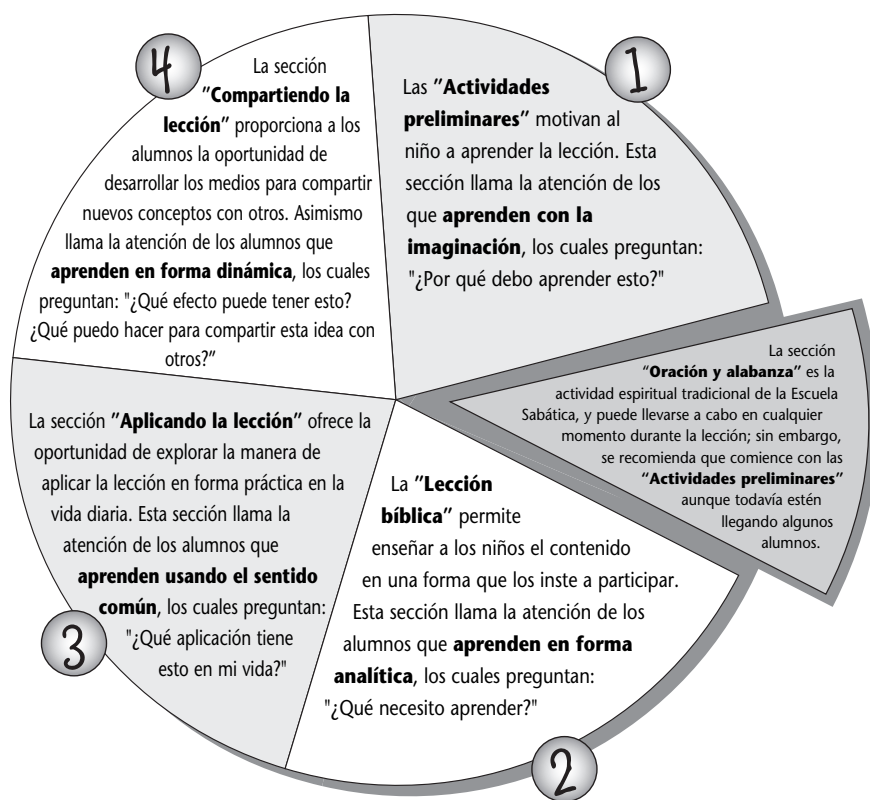 1
Las "Actividades
preliminares" motivan al
niño a aprender la lección. Esta
sección llama la atención de los
que aprenden con la
imaginación, los cuales preguntan:
"¿Por qué debo aprender esto?"
La sección
"Oración y alabanza" es la
actividad espiritual tradicional de la Escuela
Sabática, y puede llevarse a cabo en cualquier
momento durante la lección; sin embargo,
se recomienda que comience con las
"Actividades preliminares"
aunque todavía estén
llegando algunos
alumnos.
2
La "Lección
bíblica" permite
enseñar a los niños el contenido
en una forma que los inste a participar.
Esta sección llama la atención de los
alumnos que aprenden en forma
analítica, los cuales preguntan:
"¿Qué necesito aprender?"
3
La sección "Aplicando la lección" ofrece la
oportunidad de explorar la manera de
aplicar la lección en forma práctica en la
vida diaria. Esta sección llama la
atención de los alumnos que
aprenden usando el sentido
común, los cuales preguntan:
"¿Qué aplicación tiene
esto en mi vida?"
4
La sección
"Compartiendo la
lección" proporciona a los
alumnos la oportunidad de
desarrollar los medios para compartir
nuevos conceptos con otros. Asimismo
llama la atención de los alumnos que
aprenden en forma dinámica, los cuales
preguntan: "¿Qué efecto puede tener esto?
¿Qué puedo hacer para compartir esta idea con
otros?"